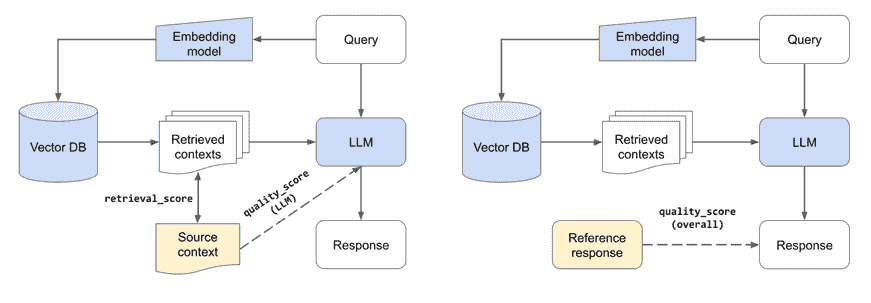 Embedding
model
Query
Vector DB
Retrieved
contexts
LLM
retrieval_score
quality_score
(LLM)
Source
context
Response
Embedding
model
Query
Vector DB
Retrieved
contexts
LLM
quality_score
(overall)
Reference
response
Response